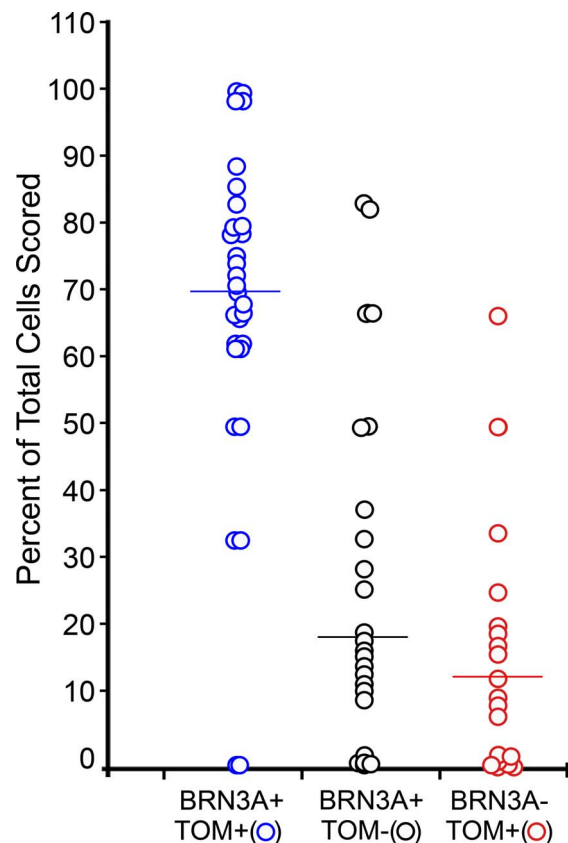 Percent of Total Cells Scored
110
100
90
80
70
60
50
40
30
20
10
0
BRN3A+
TOM+(○)
BRN3A+
TOM-(○)
BRN3A-
TOM+(○)